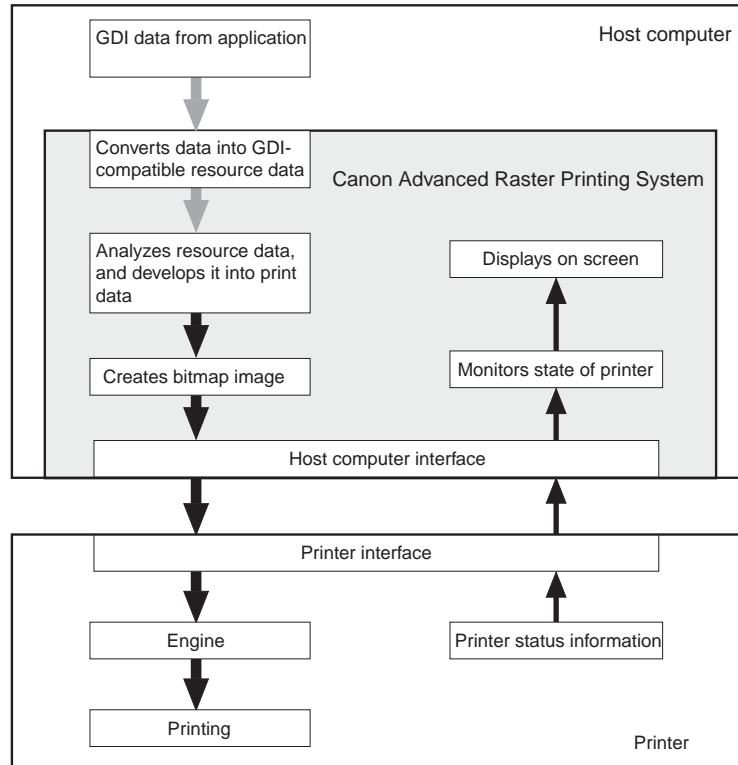 GDI data from application
Host computer
Converts data into GDI-
compatible resource data
Canon Advanced Raster Printing System
Analyzes resource data,
and develops it into print
data
Displays on screen
Creates bitmap image
Monitors state of printer
Host computer interface
Printer interface
Engine
Printer status information
Printing
Printer